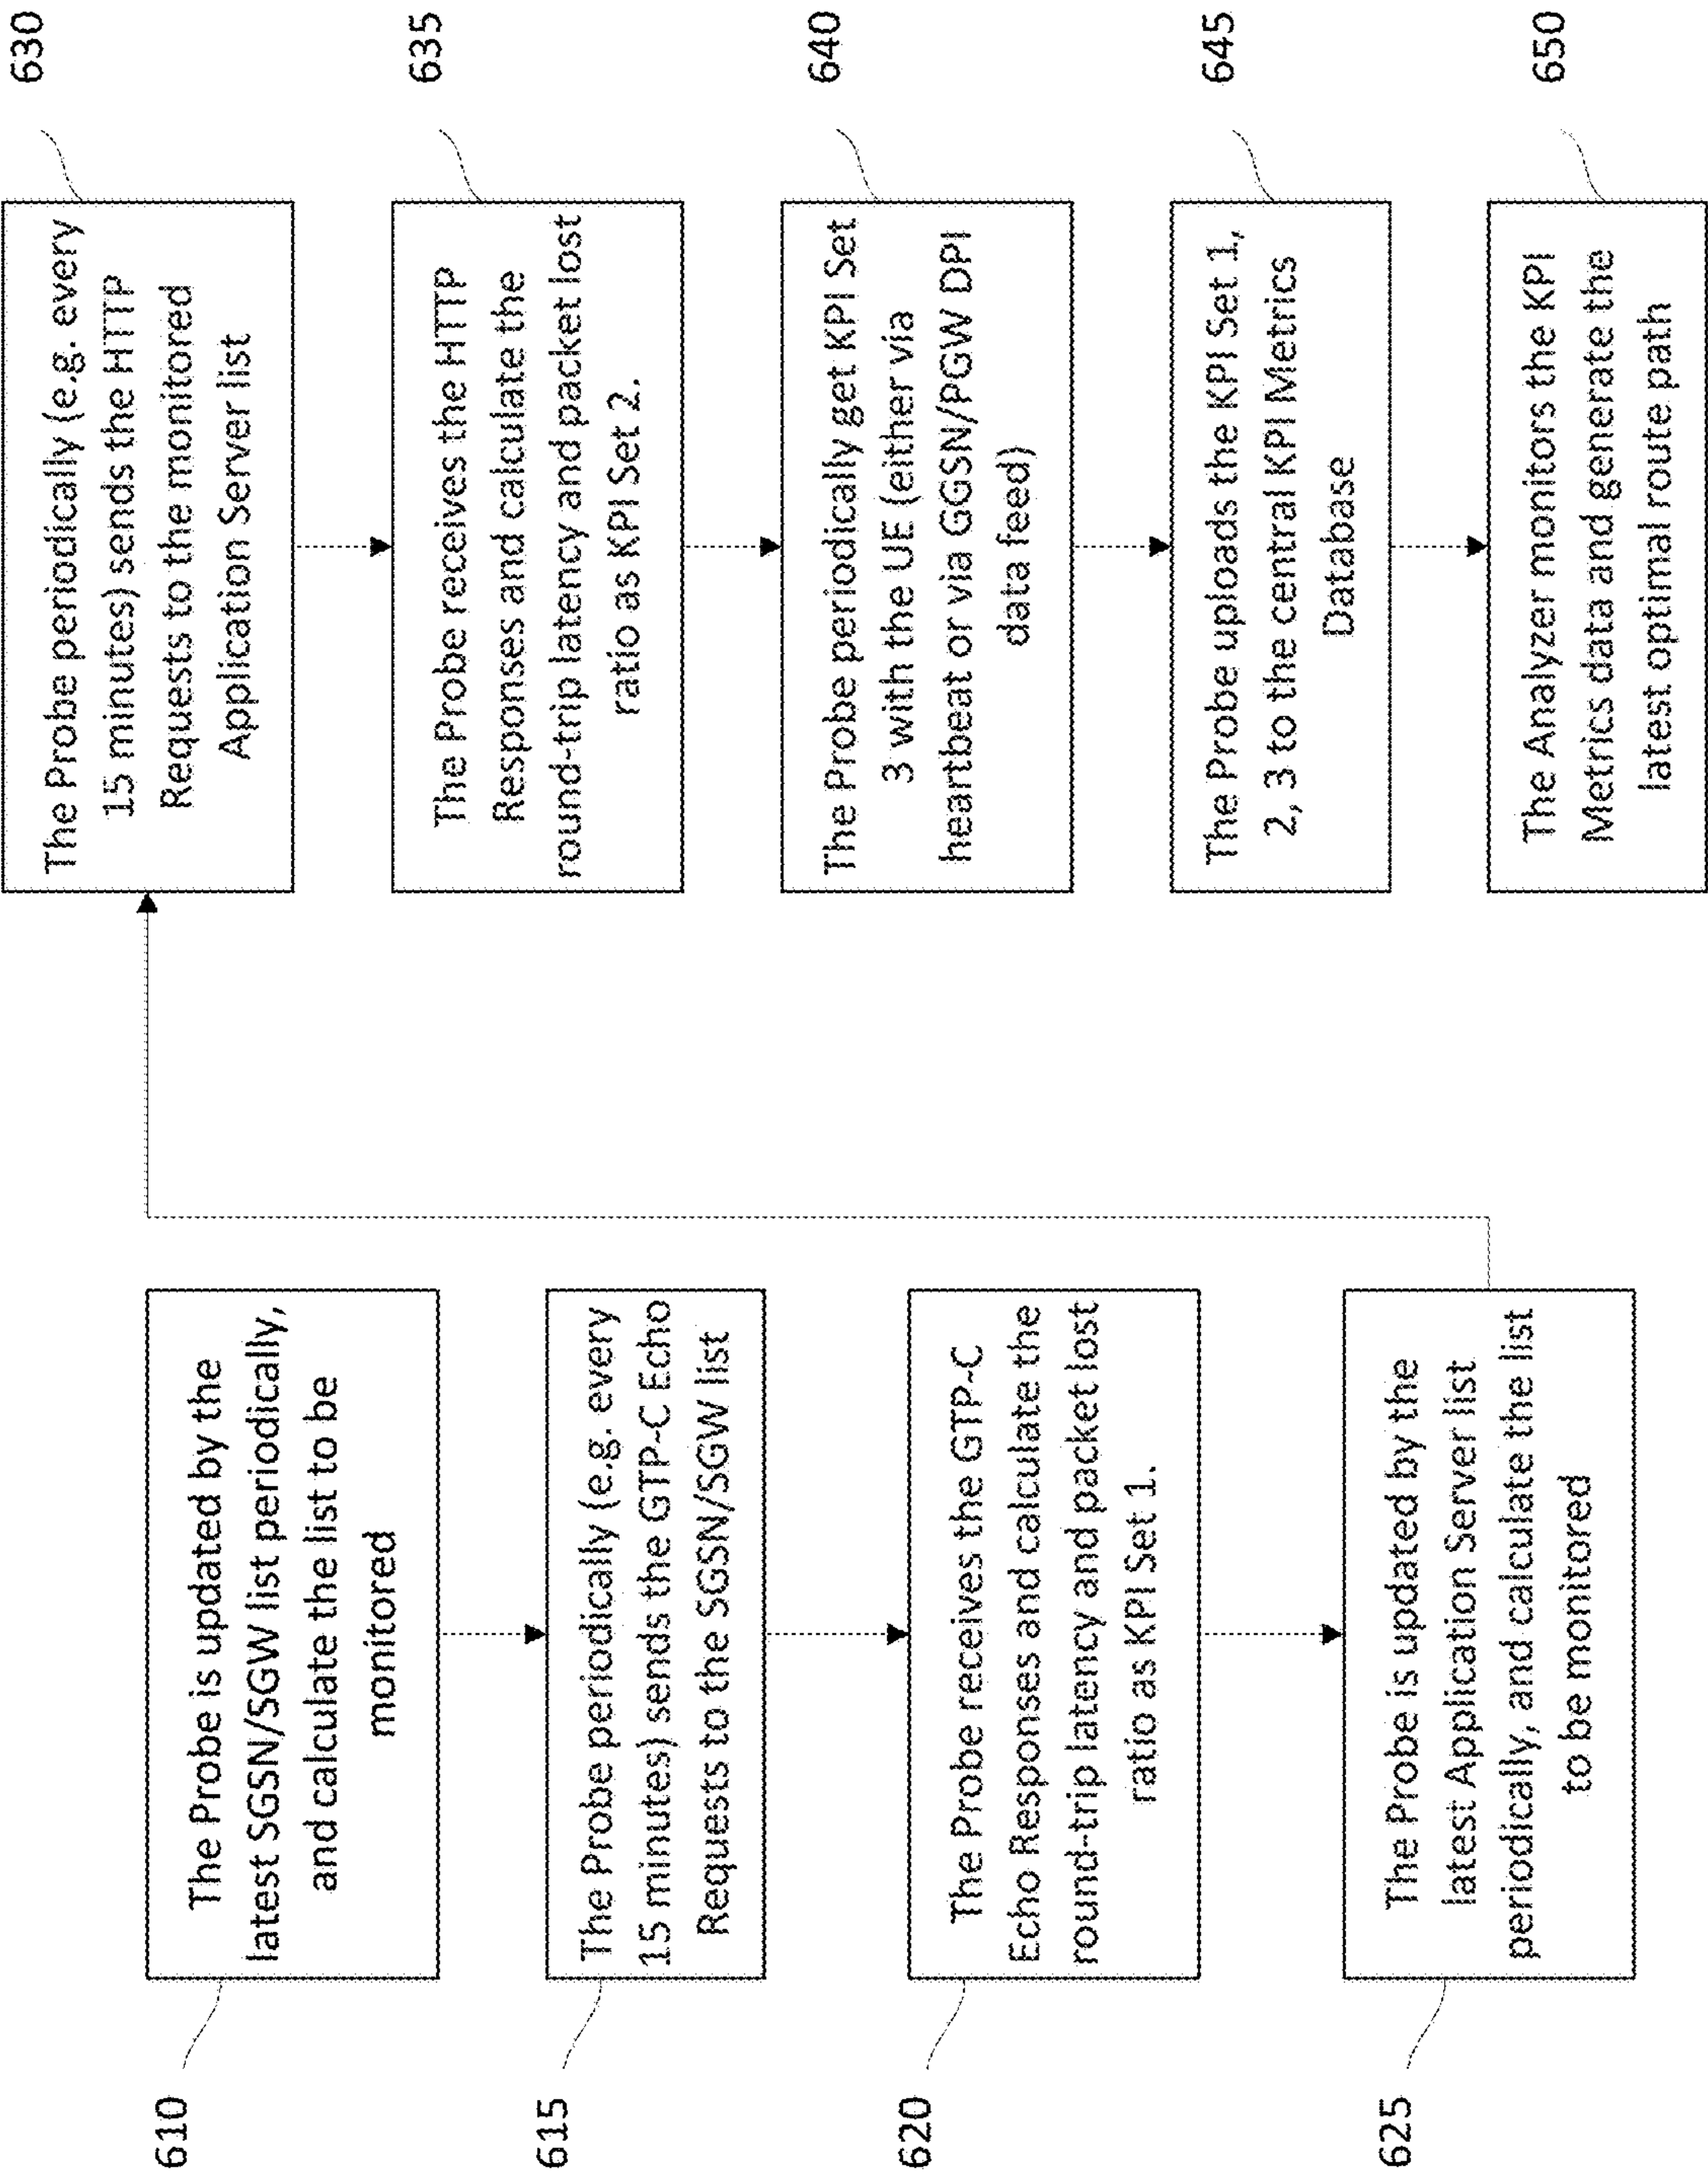 610
The Probe is updated by the
latest SGSN/SGW list periodically,
and calculate the list to be
monitored
615
The Probe periodically (e.g. every
15 minutes) sends the GTP-C Echo
Requests to the SGSN/SGW list
620
The Probe receives the GTP-C
Echo Responses and calculate the
round-trip latency and packet lost
ratio as KPI Set 1.
625
The Probe is updated by the
latest Application Server list
periodically, and calculate the list
to be monitored
630
The Probe periodically (e.g. every
15 minutes) sends the HTTP
Requests to the monitored
Application Server list
635
The Probe receives the HTTP
Responses and calculate the
round-trip latency and packet lost
ratio as KPI Set 2.
640
The Probe periodically get KPI Set
3 with the UE (either via
heartbeat or via GGSN/PGW DPI
data feed)
645
The Probe uploads the KPI Set 1,
2, 3 to the central KPI Metrics
Database
650
The Analyzer monitors the KPI
Metrics data and generate the
latest optimal route path